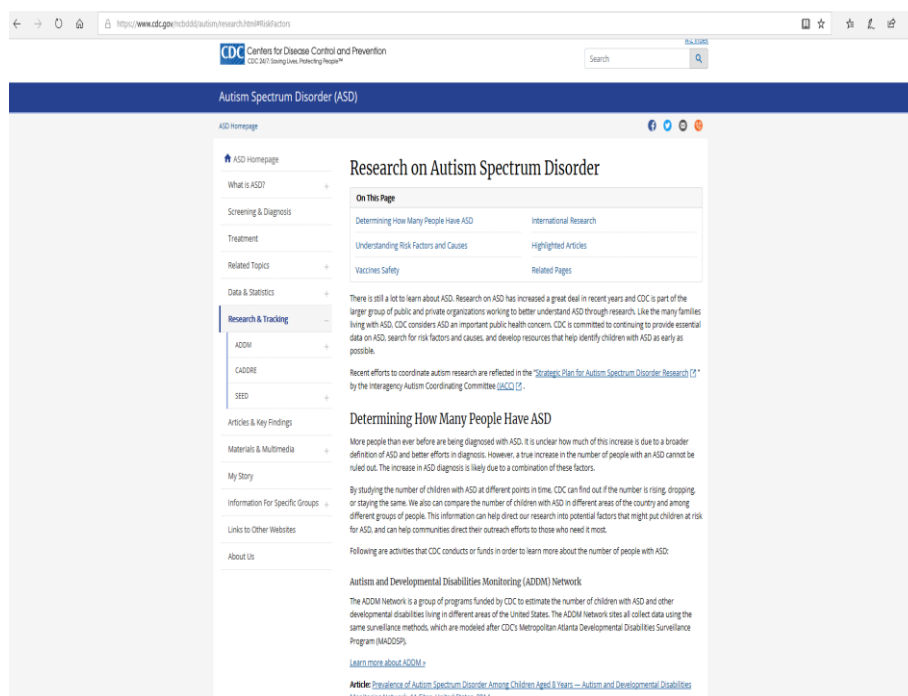 https://www.cdc.gov/ncbddd/autism/research.html#RiskFactors
A-Z Index
CDC Centers for Disease Control and Prevention
CDC 24/7: Saving Lives, Protecting People™
Search
Autism Spectrum Disorder (ASD)
ASD Homepage
ASD Homepage
What is ASD?
Screening & Diagnosis
Treatment
Related Topics
Data & Statistics
Research & Tracking
ADDM
CADDRE
SEED
Articles & Key Findings
Materials & Multimedia
My Story
Information For Specific Groups
Links to Other Websites
About Us
Research on Autism Spectrum Disorder
On This Page
Determining How Many People Have ASD
International Research
Understanding Risk Factors and Causes
Highlighted Articles
Vaccines Safety
Related Pages
There is still a lot to learn about ASD. Research on ASD has increased a great deal in recent years and CDC is part of the
larger group of public and private organizations working to better understand ASD through research. Like the many families
living with ASD, CDC considers ASD an important public health concern. CDC is committed to continuing to provide essential
data on ASD, search for risk factors and causes, and develop resources that help identify children with ASD as early as
possible.
Recent efforts to coordinate autism research are reflected in the "Strategic Plan for Autism Spectrum Disorder Research"
by the Interagency Autism Coordinating Committee (IACC).
Determining How Many People Have ASD
More people than ever before are being diagnosed with ASD. It is unclear how much of this increase is due to a broader
definition of ASD and better efforts in diagnosis. However, a true increase in the number of people with an ASD cannot be
ruled out. The increase in ASD diagnosis is likely due to a combination of these factors.
By studying the number of children with ASD at different points in time, CDC can find out if the number is rising, dropping,
or staying the same. We also can compare the number of children with ASD in different areas of the country and among
different groups of people. This information can help direct our research into potential factors that might put children at risk
for ASD, and can help communities direct their outreach efforts to those who need it most.
Following are activities that CDC conducts or funds in order to learn more about the number of people with ASD:
Autism and Developmental Disabilities Monitoring (ADDM) Network
The ADDM Network is a group of programs funded by CDC to estimate the number of children with ASD and other
developmental disabilities living in different areas of the United States. The ADDM Network sites all collect data using the
same surveillance methods, which are modeled after CDC's Metropolitan Atlanta Developmental Disabilities Surveillance
Program (MADDSP).
Learn more about ADDM »
Article: Prevalence of Autism Spectrum Disorder Among Children Aged 8 Years — Autism and Developmental Disabilities